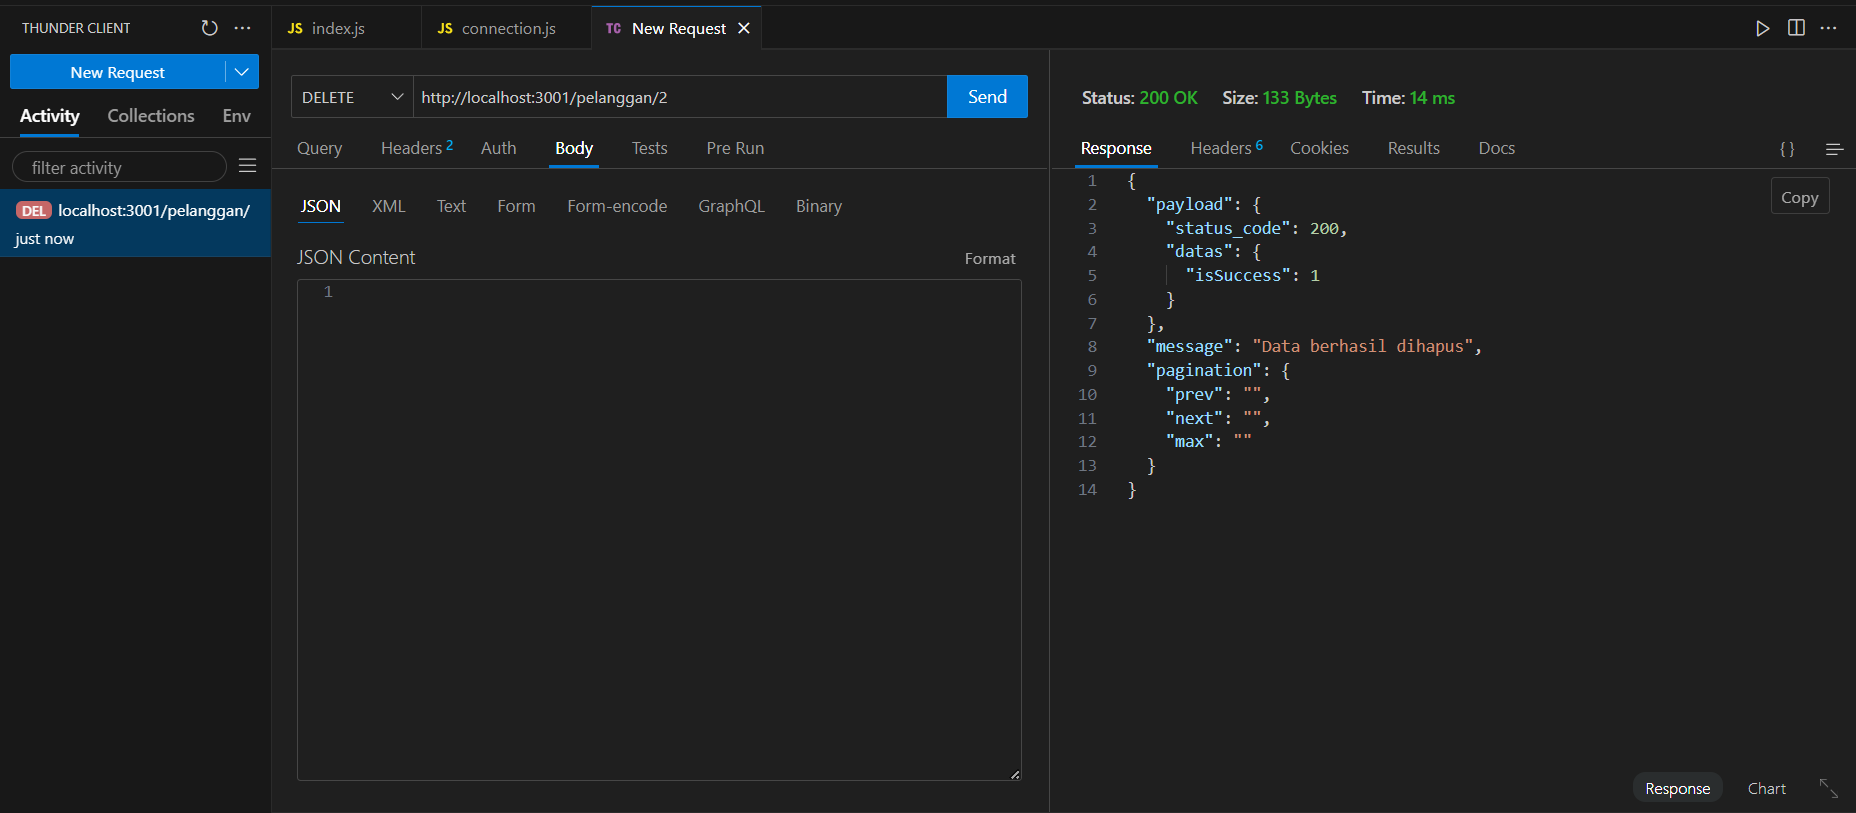 THUNDER CLIENT
New Request
Activity Collections Env
filter activity
DEL localhost:3001/pelanggan/
just now
JS index.js
JS connection.js
TC New Request
DELETE http://localhost:3001/pelanggan/2 Send
Query Headers 2 Auth Body Tests Pre Run
JSON XML Text Form Form-encode GraphQL Binary
JSON Content Format
1
Status: 200 OK Size: 133 Bytes Time: 14 ms
Response Headers 6 Cookies Results Docs { }
Copy
1 {
2 "payload": {
3 "status_code": 200,
4 "datas": {
5 "isSuccess": 1
6 }
7 },
8 "message": "Data berhasil dihapus",
9 "pagination": {
10 "prev": "",
11 "next": "",
12 "max": ""
13 }
14 }
Response Chart